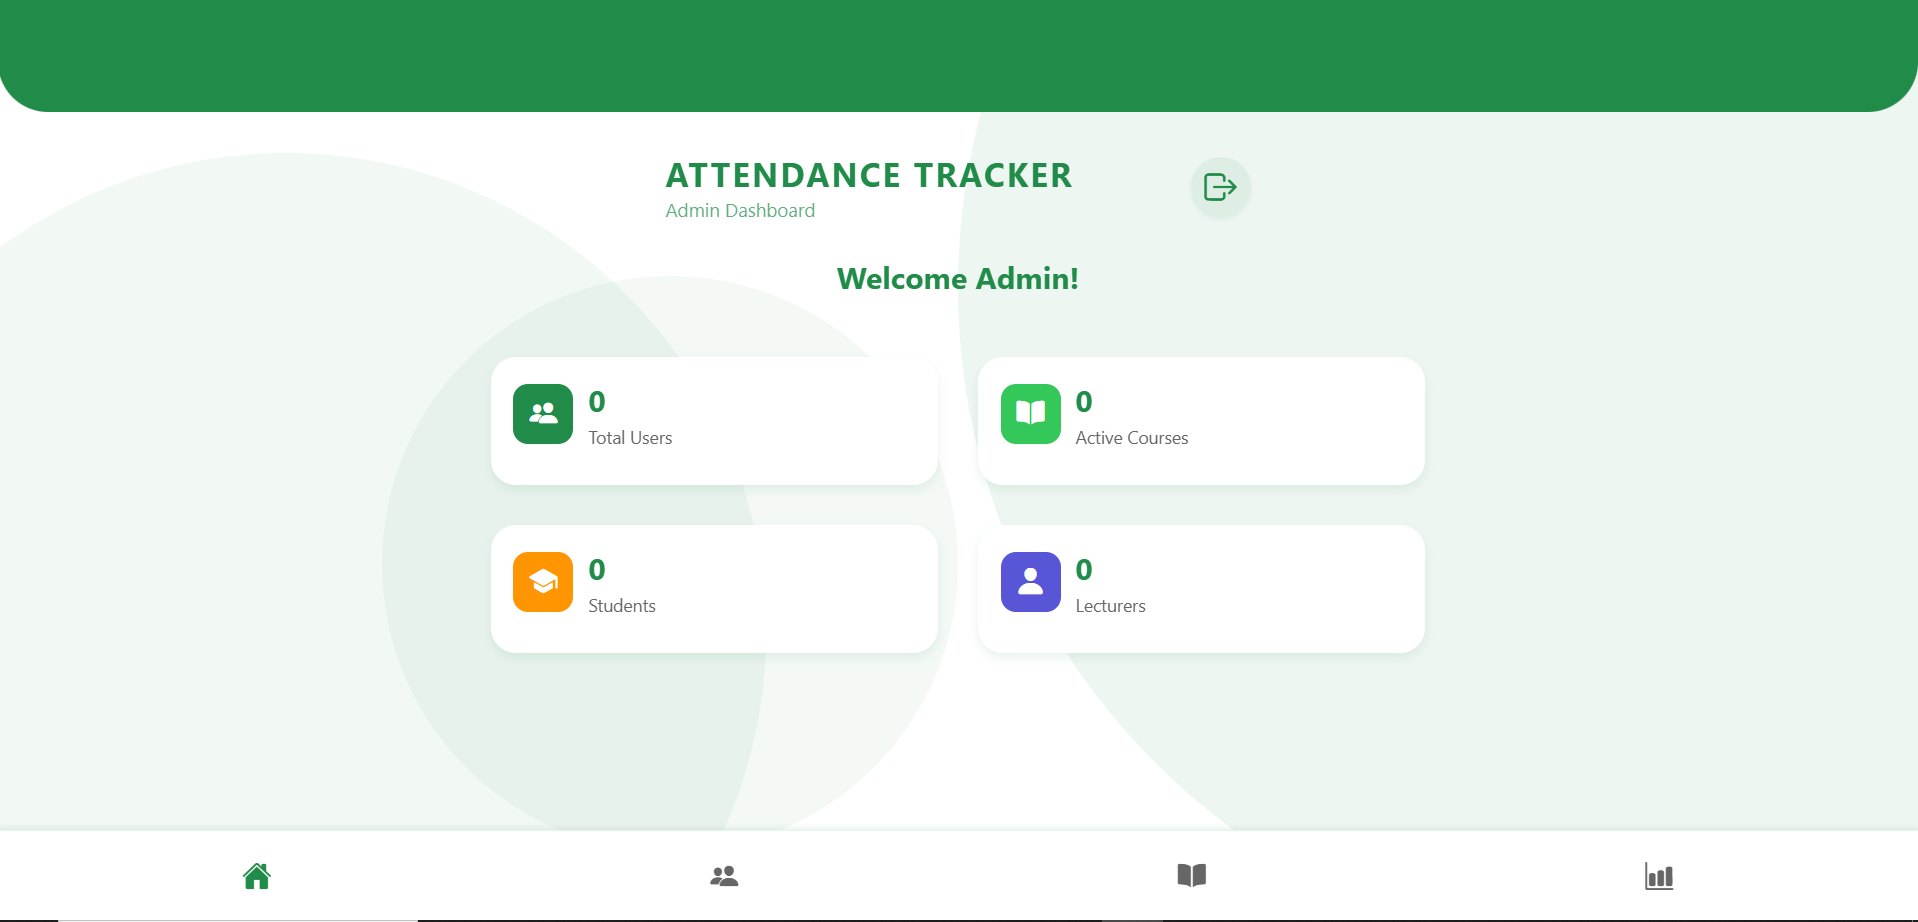 ATTENDANCE TRACKER
Admin Dashboard
Welcome Admin!
0
Total Users
0
Active Courses
0
Students
0
Lecturers